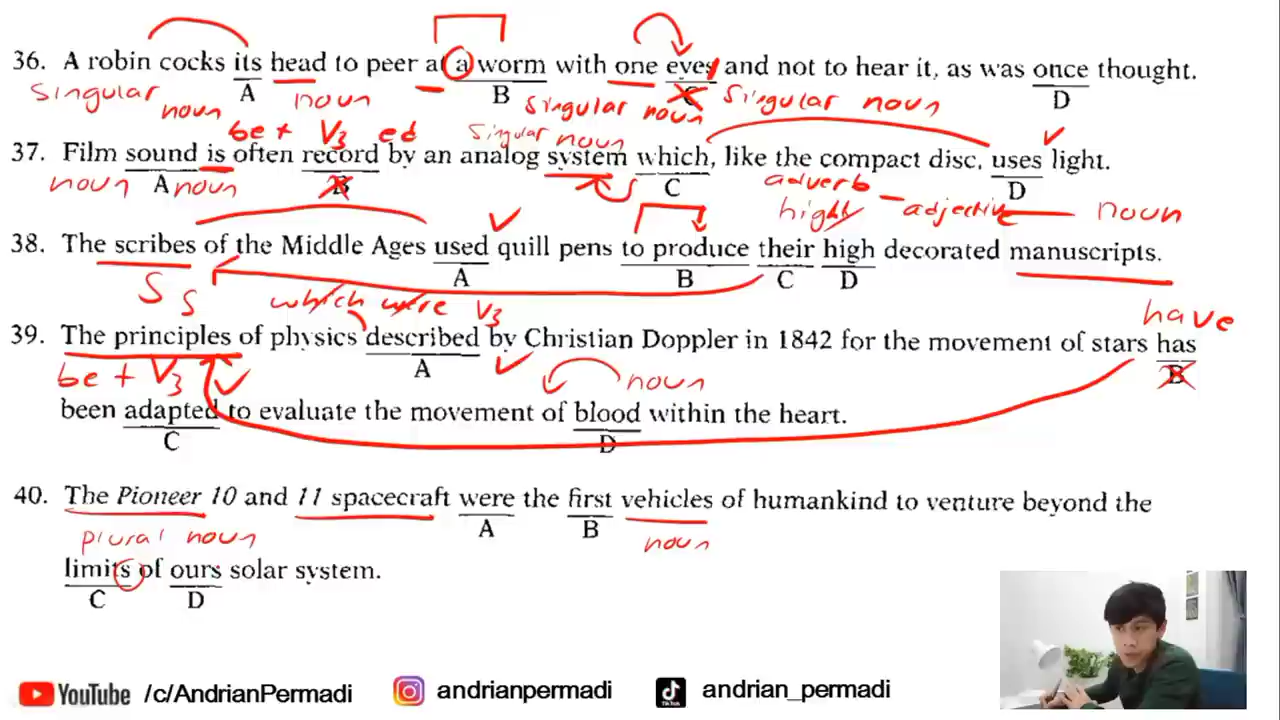 36. A robin cocks its head to peer at a worm with one eyes and not to hear it, as was once thought.
A B C D
singular noun noun singular noun singular noun
be + V3 ed singular noun
37. Film sound is often record by an analog system which, like the compact disc, uses light.
noun A noun B S C adverb D
highly adjective noun
38. The scribes of the Middle Ages used quill pens to produce their high decorated manuscripts.
S S A B C D
which were V3 have
39. The principles of physics described by Christian Doppler in 1842 for the movement of stars has
be + V3 A noun B
been adapted to evaluate the movement of blood within the heart.
C D
40. The Pioneer 10 and 11 spacecraft were the first vehicles of humankind to venture beyond the
plural noun A B noun
limits of ours solar system.
C D
YouTube /c/AndrianPermadi andrianpermadi TikTok andrian_permadi